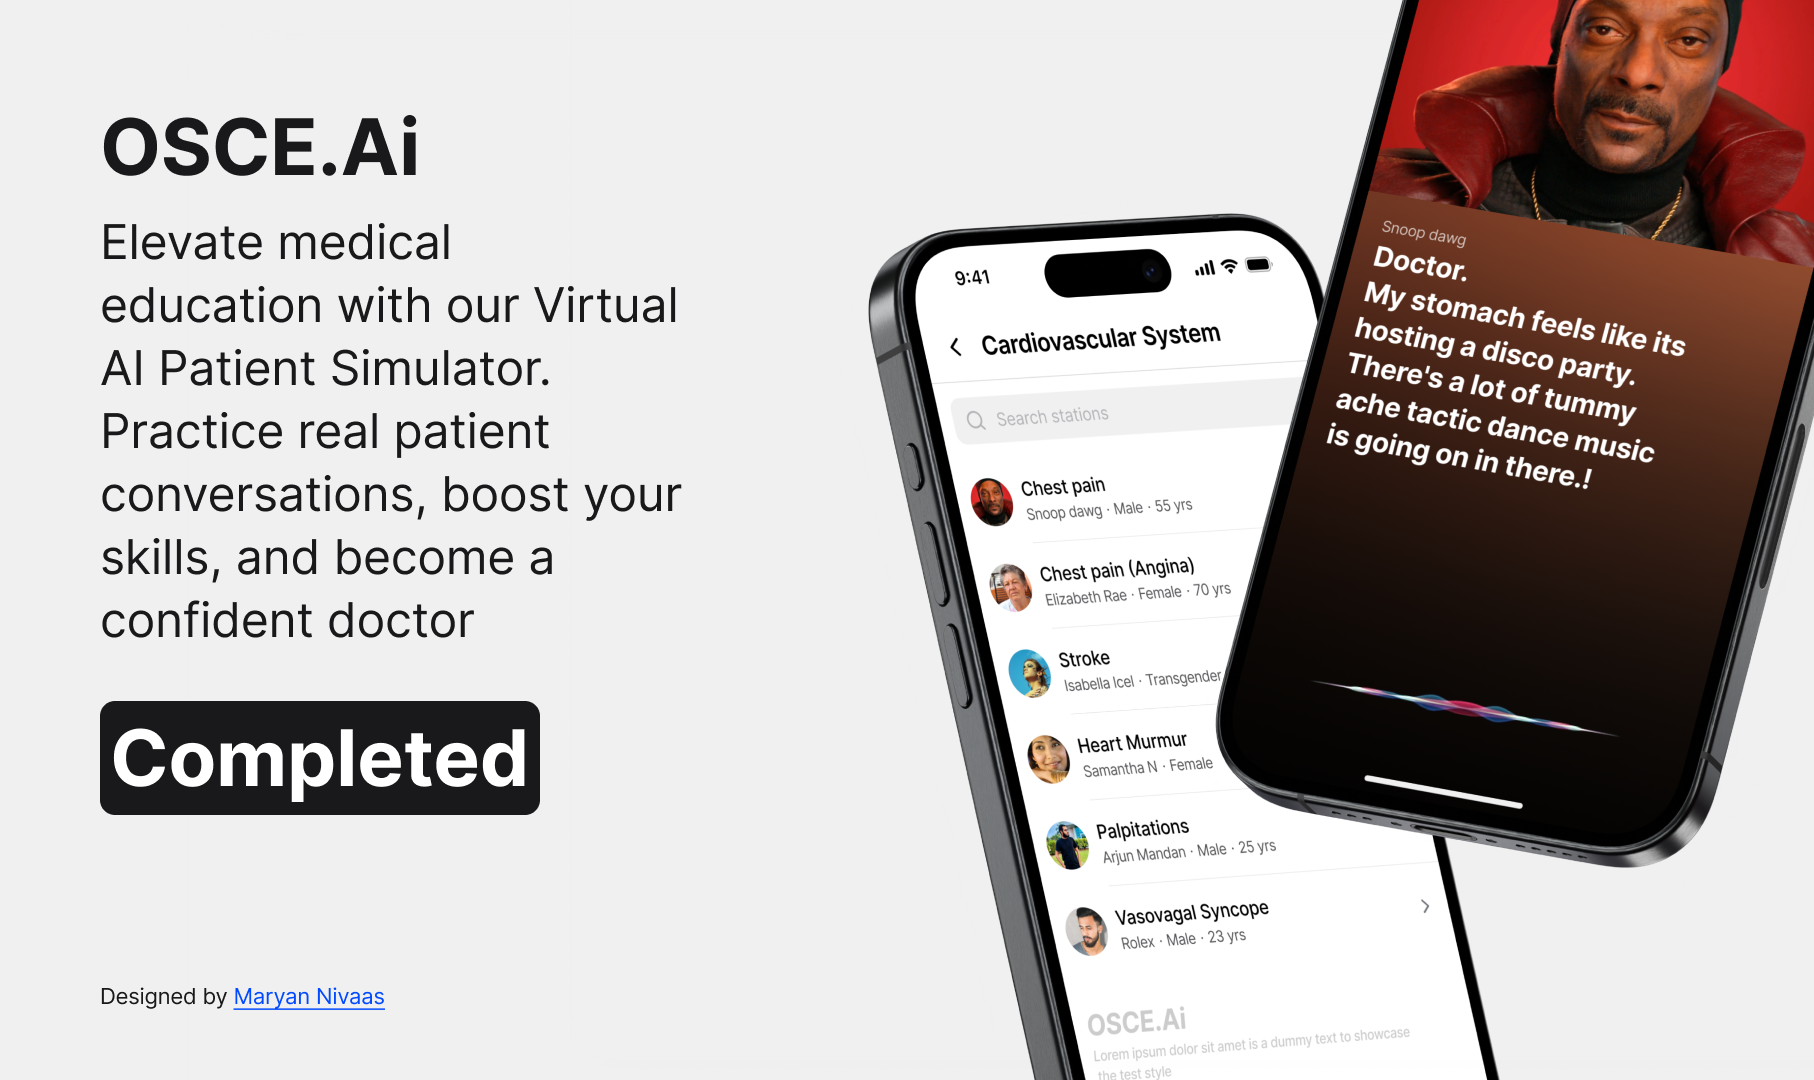 OSCE.Ai
Elevate medical
education with our Virtual
AI Patient Simulator.
Practice real patient
conversations, boost your
skills, and become a
confident doctor
Completed
Designed by Maryan Nivaas
9:41
Cardiovascular System
Search stations
Chest pain
Snoop dawg · Male · 55 yrs
Chest pain (Angina)
Elizabeth Rae · Female · 70 yrs
Stroke
Isabella Icel · Transgender
Heart Murmur
Samantha N · Female
Palpitations
Arjun Mandan · Male · 25 yrs
Vasovagal Syncope
Rolex · Male · 23 yrs
OSCE.Ai
Lorem ipsum dolor sit amet is a dummy text to showcase
the test style
Snoop dawg
Doctor.
My stomach feels like its
hosting a disco party.
There's a lot of tummy
ache tactic dance music
is going on in there.!